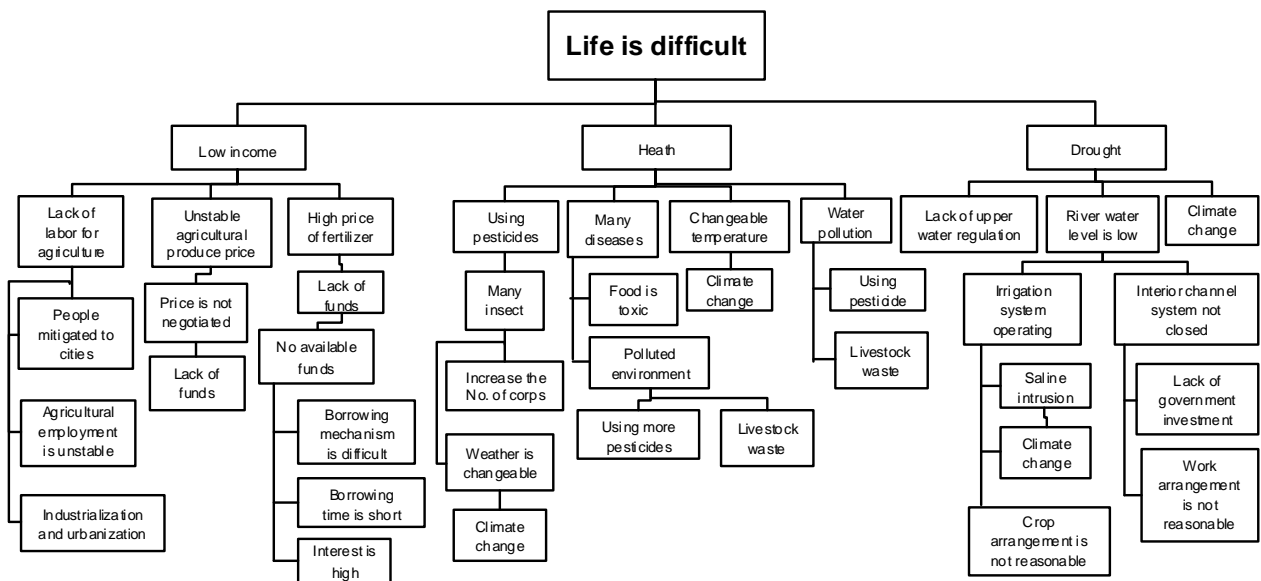 Life is difficult
Low income
Heath
Drought
Lack of
labor for
agriculture
Unstable
agricultural
produce price
High price
of fertilizer
Using
pesticides
Many
diseases
Changeable
temperature
Water
pollution
Lack of upper
water regulation
River water
level is low
Climate
change
People
mitigated to
cities
Price is not
negotiated
Lack of
funds
Many
insect
Food is
toxic
Climate
change
Using
pesticide
Irrigation
system
operating
Interior channel
system not
closed
Lack of
funds
No available
funds
Increase the
No. of corps
Polluted
environment
Livestock
waste
Saline
intrusion
Lack of
government
investment
Agricultural
employment
is unstable
Borrowing
mechanism
is difficult
Weather is
changeable
Using more
pesticides
Livestock
waste
Climate
change
Work
arrangement
is not
reasonable
Industrialization
and urbanization
Borrowing
time is short
Climate
change
Crop
arrangement is
not reasonable
Interest is
high